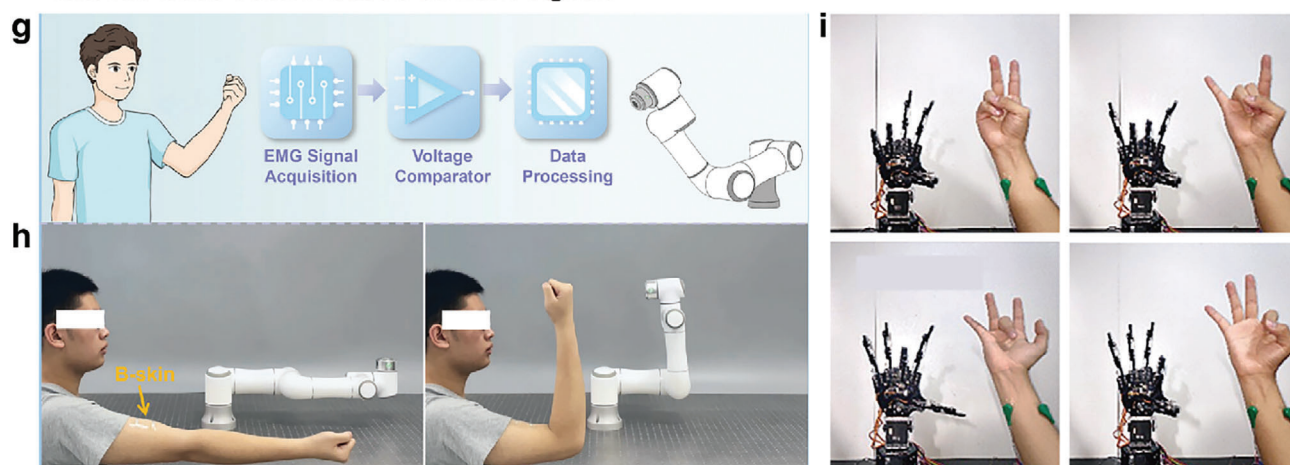 g
EMG Signal
Acquisition
Voltage
Comparator
Data
Processing
h
B-skin
i